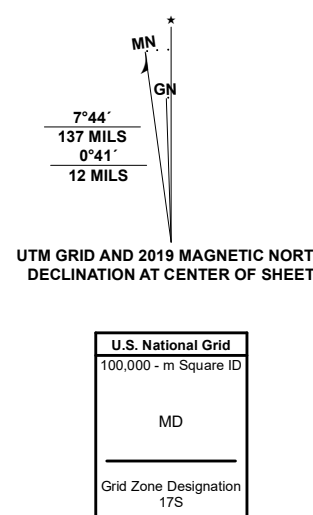 ★
MN
GN
7°44´
137 MILS
0°41´
12 MILS
UTM GRID AND 2019 MAGNETIC NORT
DECLINATION AT CENTER OF SHEET
U.S. National Grid
100,000 - m Square ID
MD
Grid Zone Designation
17S